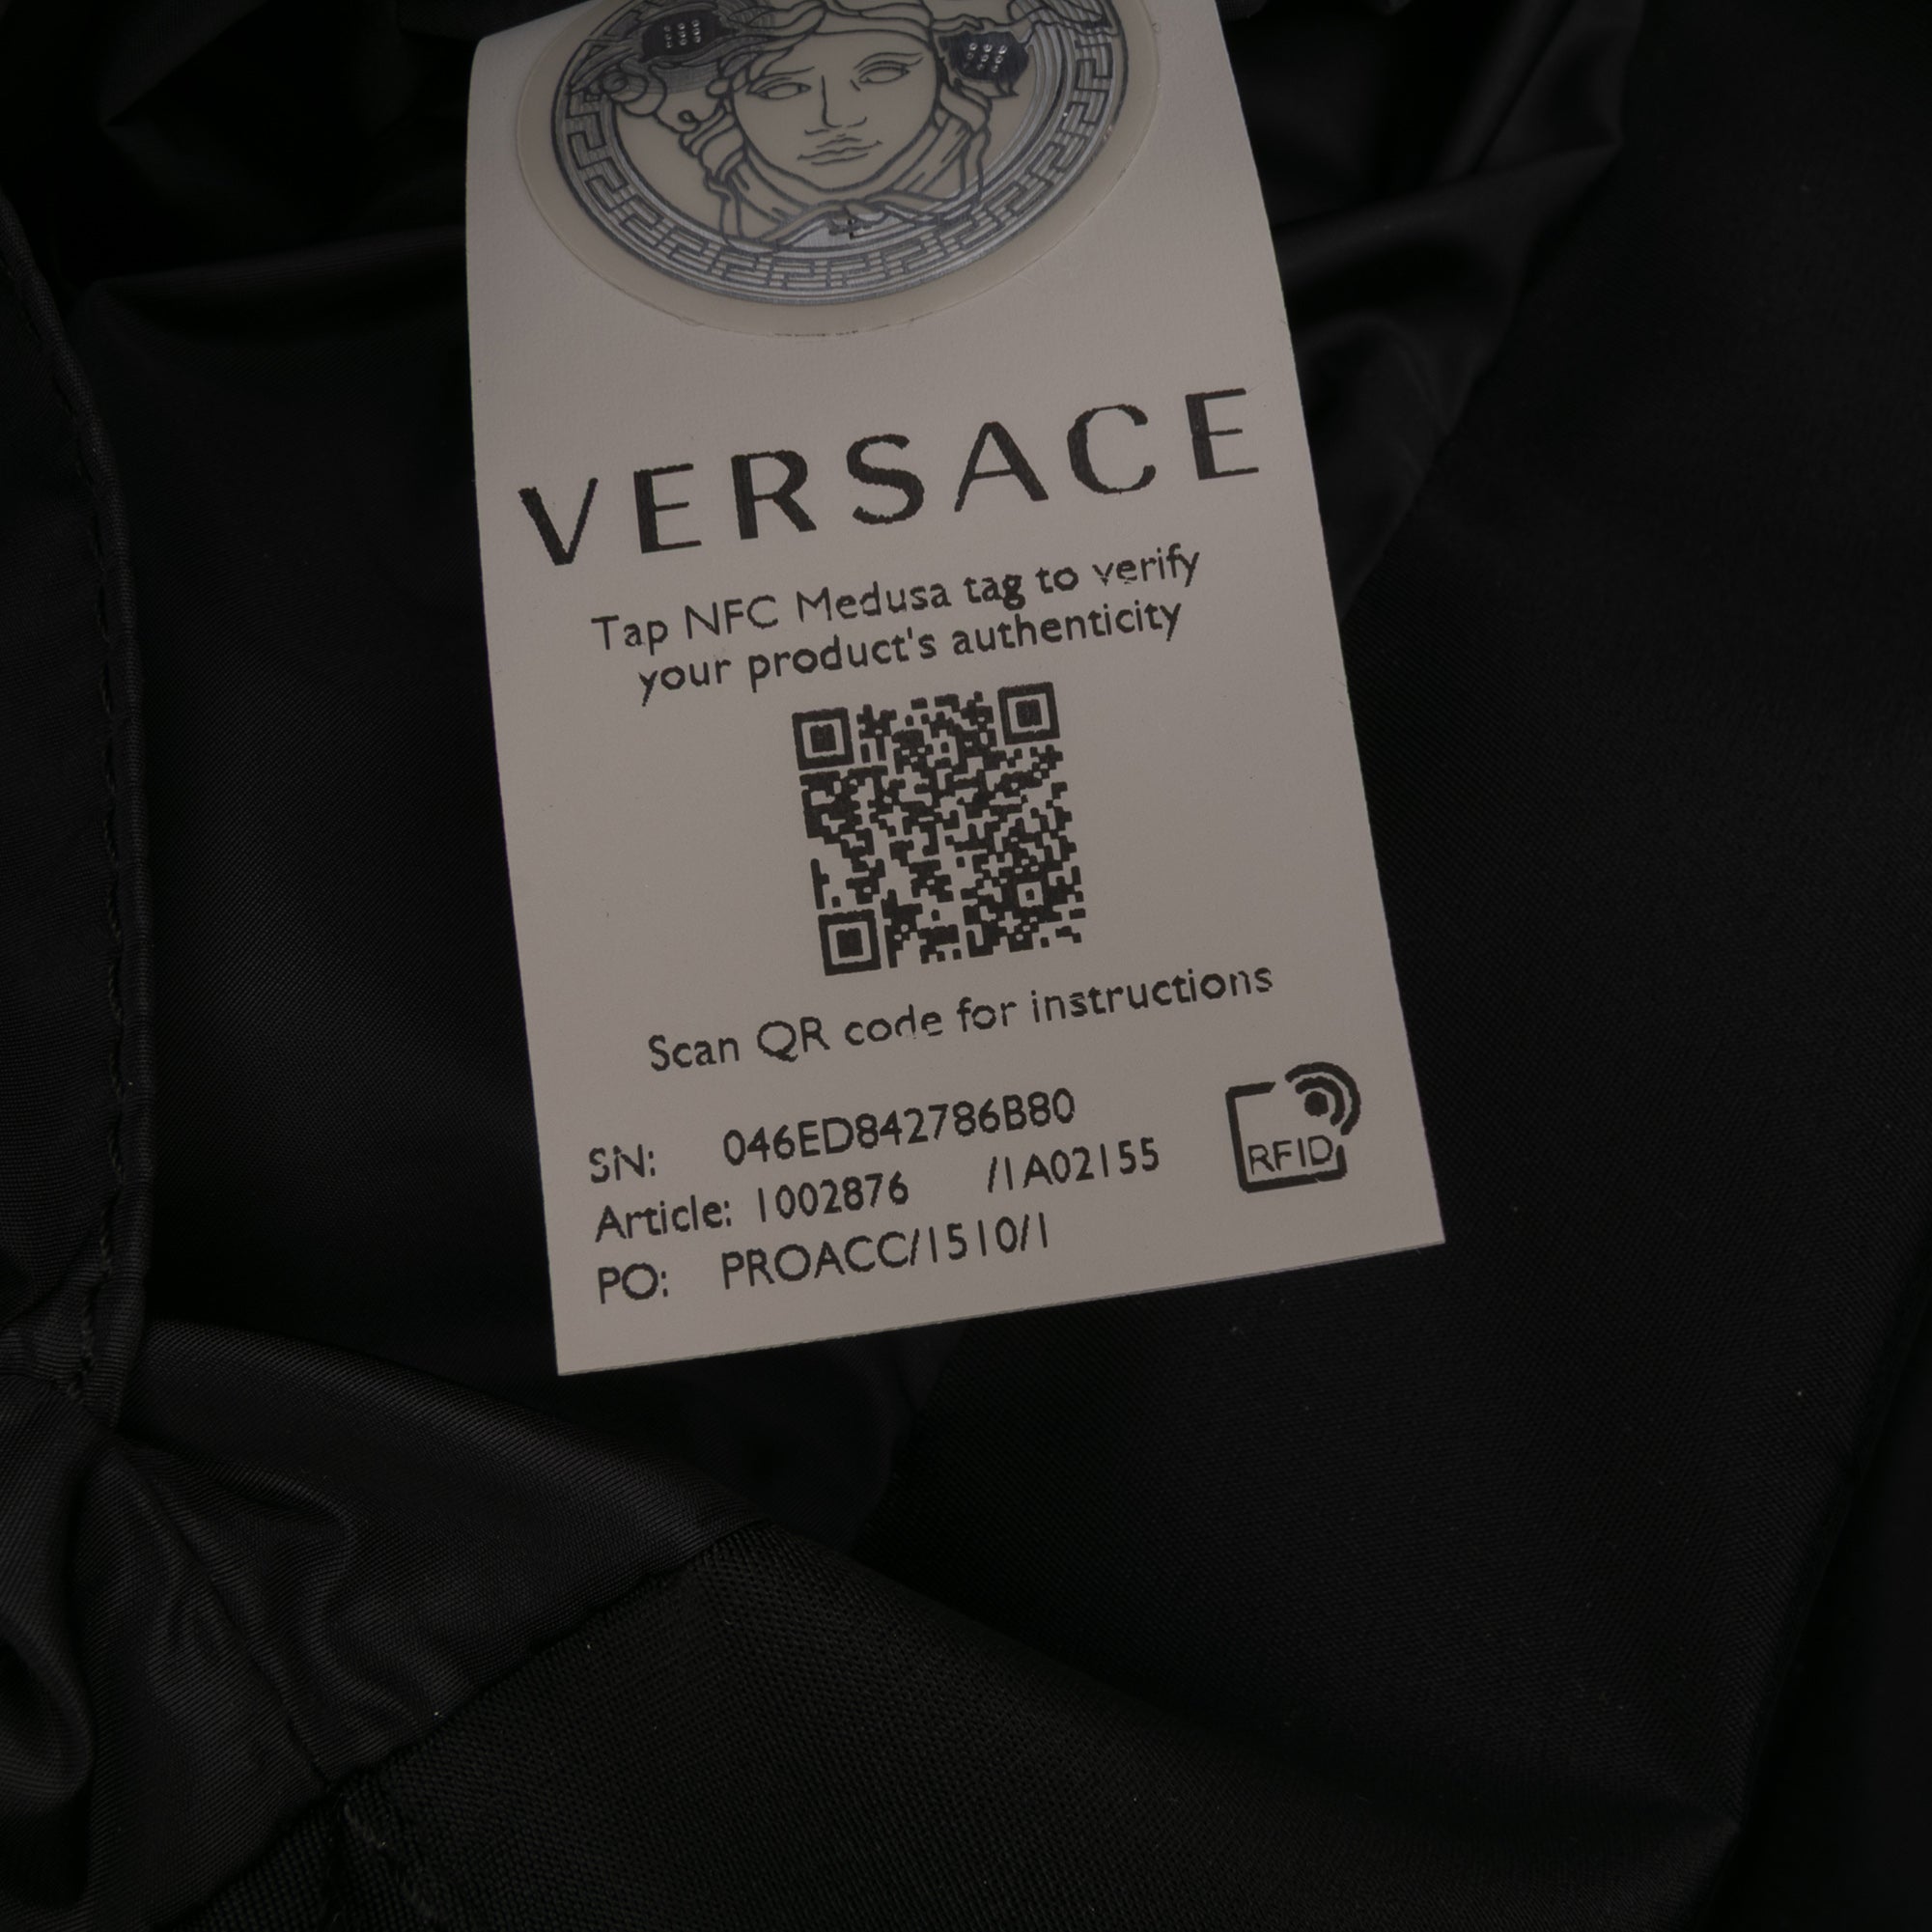 VERSACE
Tap NFC Medusa tag to verify
your product's authenticity
Scan QR code for instructions
SN: 046ED842786B80
Article: 1002876 /1A02155
PO: PROACC/1510/1
RFID